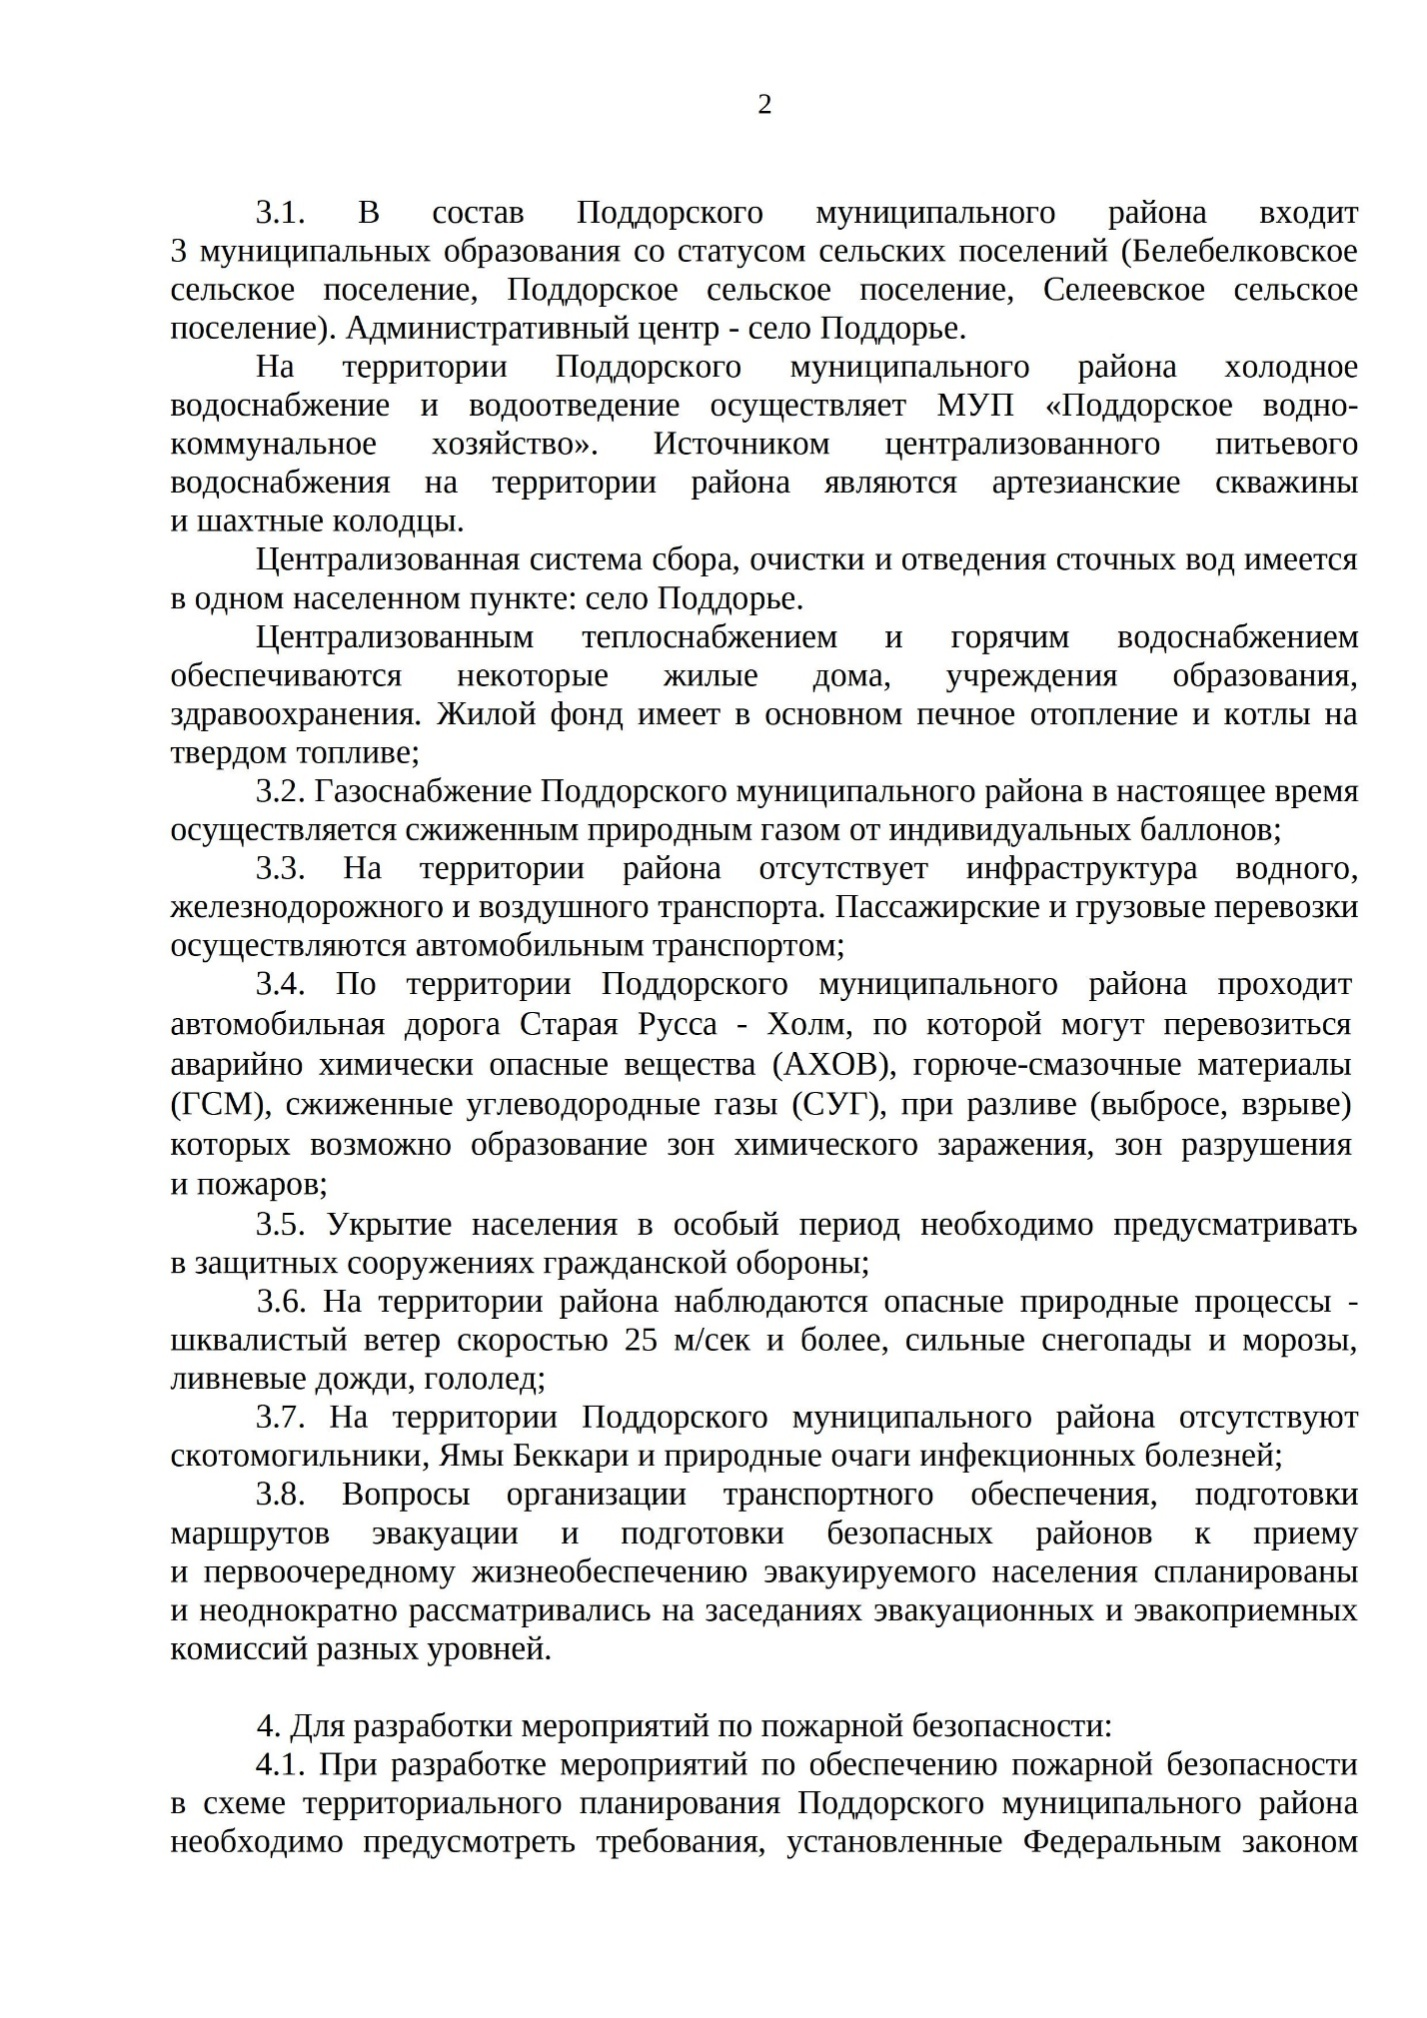 2
3.1. В состав Поддорского муниципального района входит
3 муниципальных образования со статусом сельских поселений (Белебелковское
сельское поселение, Поддорское сельское поселение, Селеевское сельское
поселение). Административный центр - село Поддорье.
На территории Поддорского муниципального района холодное
водоснабжение и водоотведение осуществляет МУП «Поддорское водно-
коммунальное хозяйство». Источником централизованного питьевого
водоснабжения на территории района являются артезианские скважины
и шахтные колодцы.
Централизованная система сбора, очистки и отведения сточных вод имеется
в одном населенном пункте: село Поддорье.
Централизованным теплоснабжением и горячим водоснабжением
обеспечиваются некоторые жилые дома, учреждения образования,
здравоохранения. Жилой фонд имеет в основном печное отопление и котлы на
твердом топливе;
3.2. Газоснабжение Поддорского муниципального района в настоящее время
осуществляется сжиженным природным газом от индивидуальных баллонов;
3.3. На территории района отсутствует инфраструктура водного,
железнодорожного и воздушного транспорта. Пассажирские и грузовые перевозки
осуществляются автомобильным транспортом;
3.4. По территории Поддорского муниципального района проходит
автомобильная дорога Старая Русса - Холм, по которой могут перевозиться
аварийно химически опасные вещества (АХОВ), горюче-смазочные материалы
(ГСМ), сжиженные углеводородные газы (СУГ), при разливе (выбросе, взрыве)
которых возможно образование зон химического заражения, зон разрушения
и пожаров;
3.5. Укрытие населения в особый период необходимо предусматривать
в защитных сооружениях гражданской обороны;
3.6. На территории района наблюдаются опасные природные процессы -
шквалистый ветер скоростью 25 м/сек и более, сильные снегопады и морозы,
ливневые дожди, гололед;
3.7. На территории Поддорского муниципального района отсутствуют
скотомогильники, Ямы Беккари и природные очаги инфекционных болезней;
3.8. Вопросы организации транспортного обеспечения, подготовки
маршрутов эвакуации и подготовки безопасных районов к приему
и первоочередному жизнеобеспечению эвакуируемого населения спланированы
и неоднократно рассматривались на заседаниях эвакуационных и эвакоприемных
комиссий разных уровней.
4. Для разработки мероприятий по пожарной безопасности:
4.1. При разработке мероприятий по обеспечению пожарной безопасности
в схеме территориального планирования Поддорского муниципального района
необходимо предусмотреть требования, установленные Федеральным законом